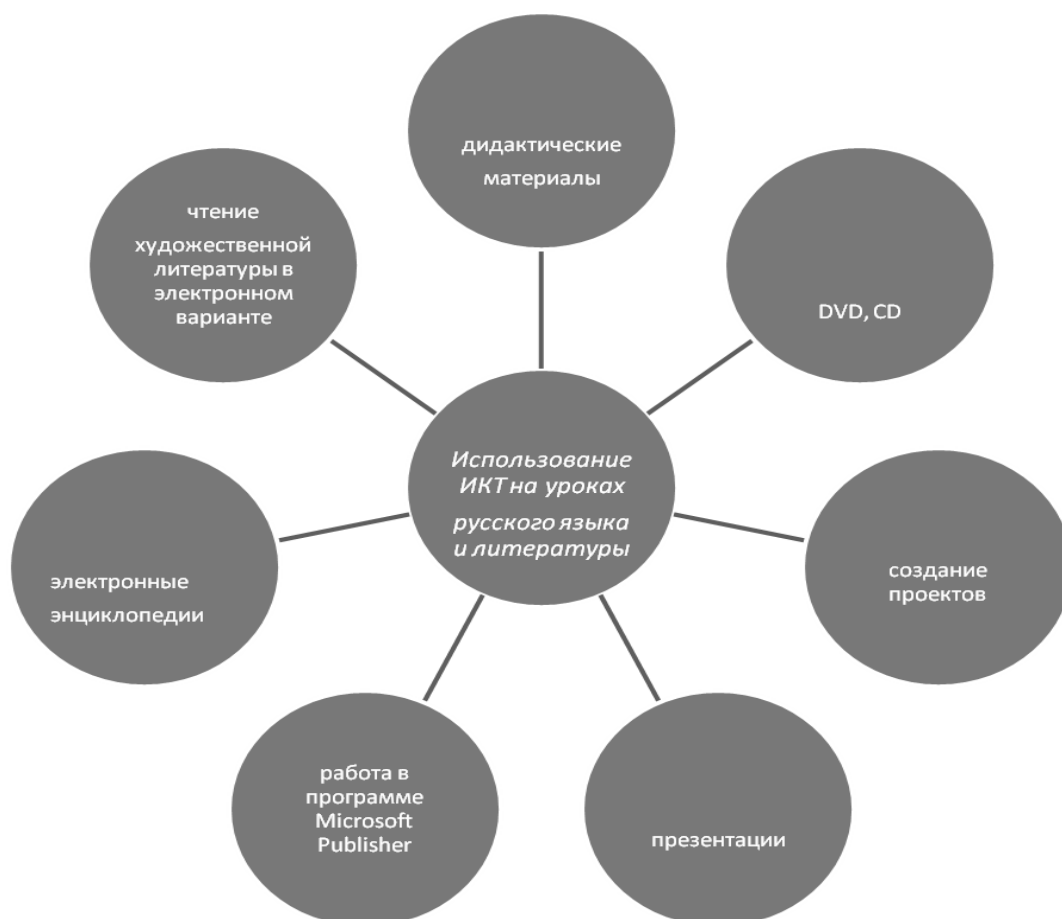 дидактические
материалы
чтение
художественной
литературы в
электронном
варианте
DVD, CD
Использование
ИКТ на уроках
русского языка
и литературы
электронные
энциклопедии
создание
проектов
работа в
программе
Microsoft
Publisher
презентации